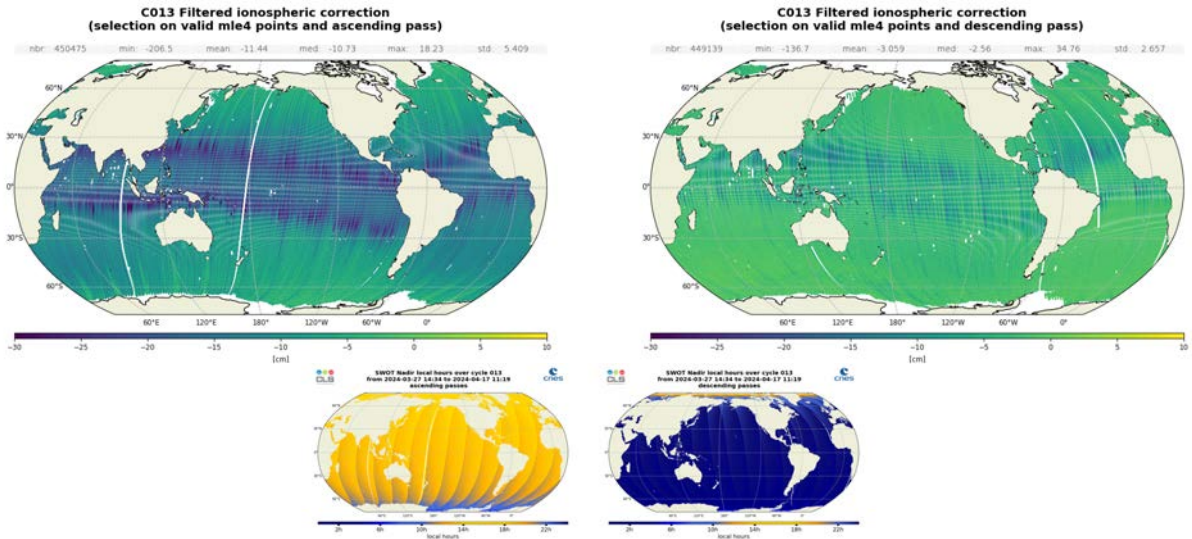 C013 Filtered ionospheric correction
(selection on valid mle4 points and ascending pass)
nbr: 450475 min: -206.5 mean: -11.44 med: -10.73 max: 18.23 std: 5.409
60°N
30°N
0°
30°S
60°S
60°E 120°E 180° 120°W 60°W 0°
−30 −25 −20 −15 −10 −5 0 5 10
[cm]
C013 Filtered ionospheric correction
(selection on valid mle4 points and descending pass)
nbr: 449139 min: -136.7 mean: -3.059 med: -2.56 max: 34.76 std: 2.657
60°N
30°N
0°
30°S
60°S
60°E 120°E 180° 120°W 60°W 0°
−30 −25 −20 −15 −10 −5 0 5 10
[cm]
CLS
SWOT Nadir local hours over cycle 013
from 2024-03-27 14:34 to 2024-04-17 11:19
ascending passes
cnes
2h 6h 10h 14h 18h 22h
local hours
CLS
SWOT Nadir local hours over cycle 013
from 2024-03-27 14:34 to 2024-04-17 11:19
descending passes
cnes
2h 6h 10h 14h 18h 22h
local hours